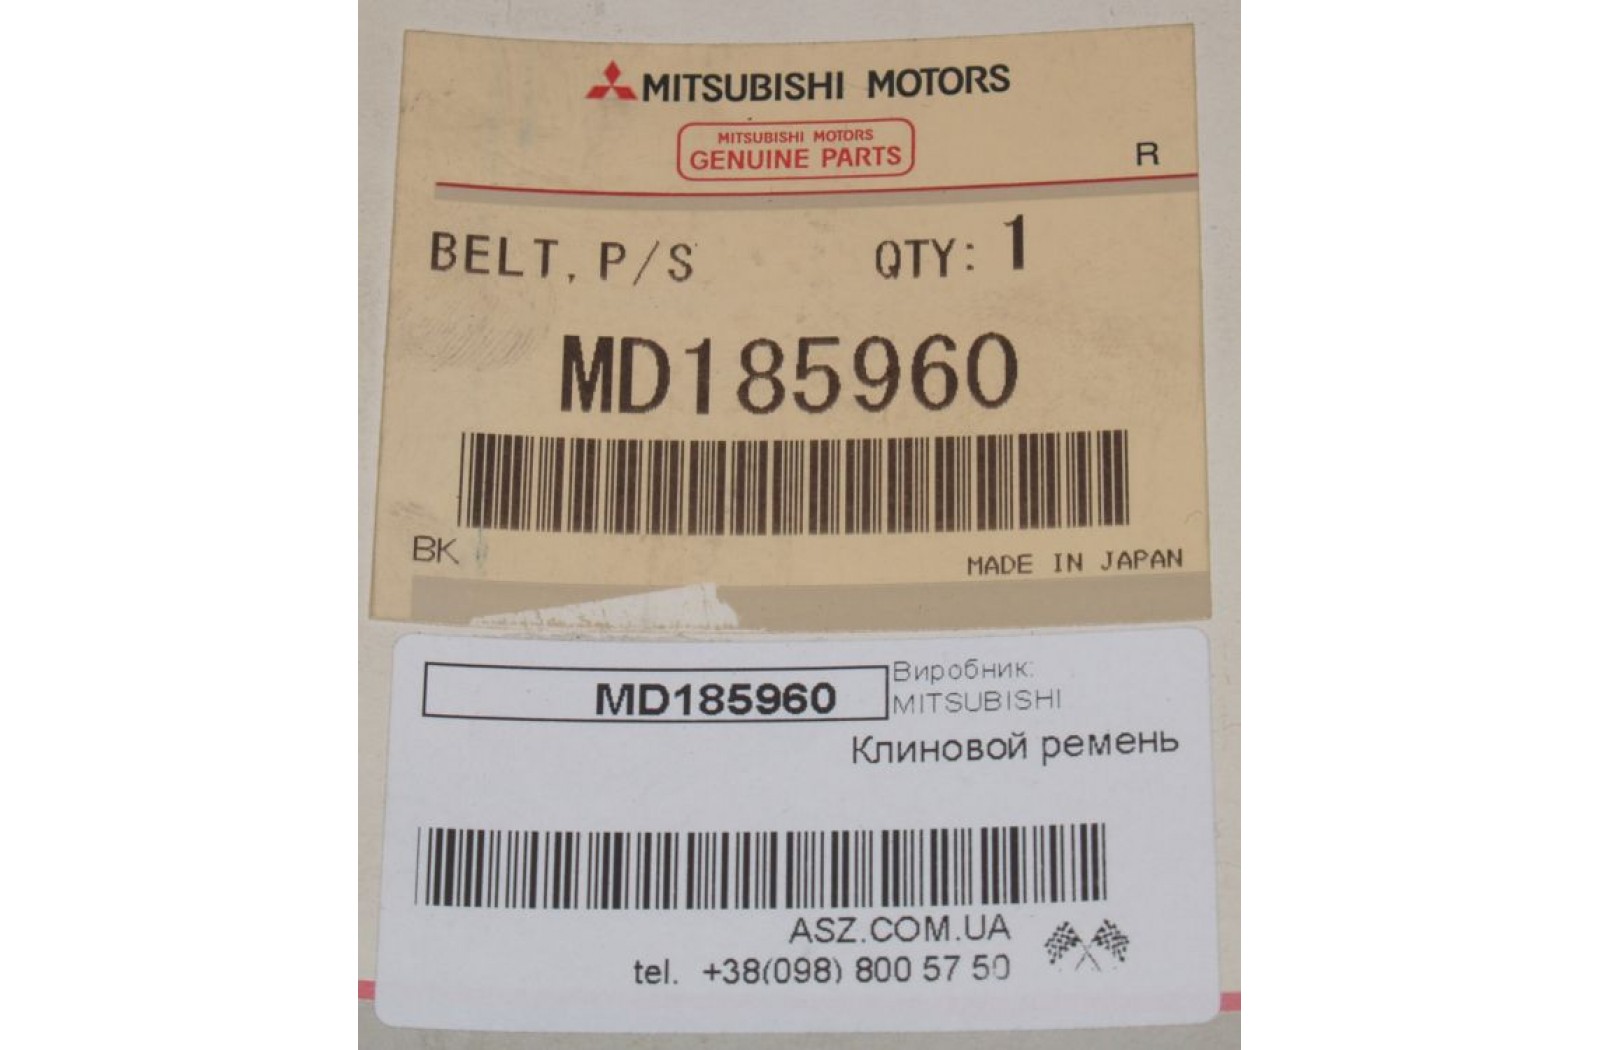 MITSUBISHI MOTORS
MITSUBISHI MOTORS
GENUINE PARTS
R
BELT, P/S QTY: 1
MD185960
BK
MADE IN JAPAN
MD185960
Виробник:
MITSUBISHI
Клиновой ремень
ASZ.COM.UA
tel. +38(098) 800 57 50